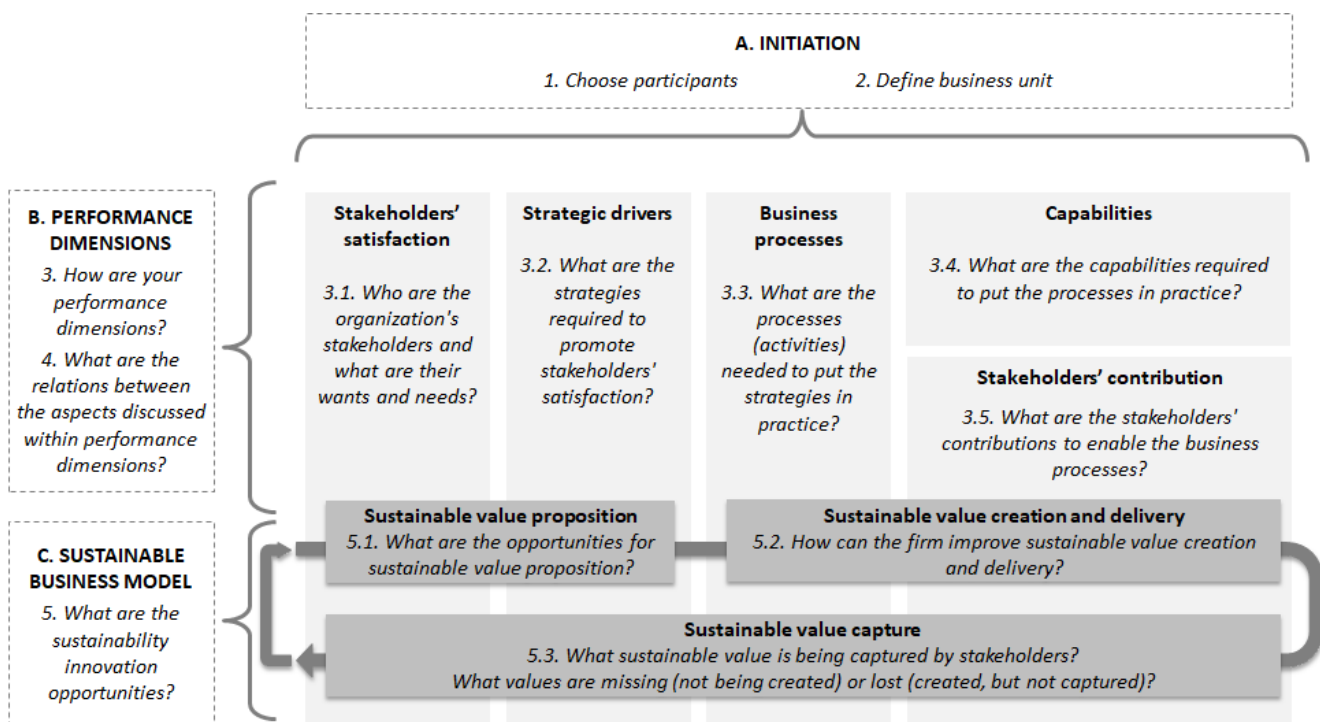 A. INITIATION
1. Choose participants 2. Define business unit
B. PERFORMANCE
DIMENSIONS
3. How are your
performance
dimensions?
4. What are the
relations between
the aspects discussed
within performance
dimensions?
Stakeholders'
satisfaction
3.1. Who are the
organization's
stakeholders and
what are their
wants and needs?
Strategic drivers
3.2. What are the
strategies
required to
promote
stakeholders'
satisfaction?
Business
processes
3.3. What are the
processes
(activities)
needed to put the
strategies in
practice?
Capabilities
3.4. What are the capabilities required
to put the processes in practice?
Stakeholders' contribution
3.5. What are the stakeholders'
contributions to enable the business
processes?
C. SUSTAINABLE
BUSINESS MODEL
5. What are the
sustainability
innovation
opportunities?
Sustainable value proposition
5.1. What are the opportunities for
sustainable value proposition?
Sustainable value creation and delivery
5.2. How can the firm improve sustainable value creation
and delivery?
Sustainable value capture
5.3. What sustainable value is being captured by stakeholders?
What values are missing (not being created) or lost (created, but not captured)?